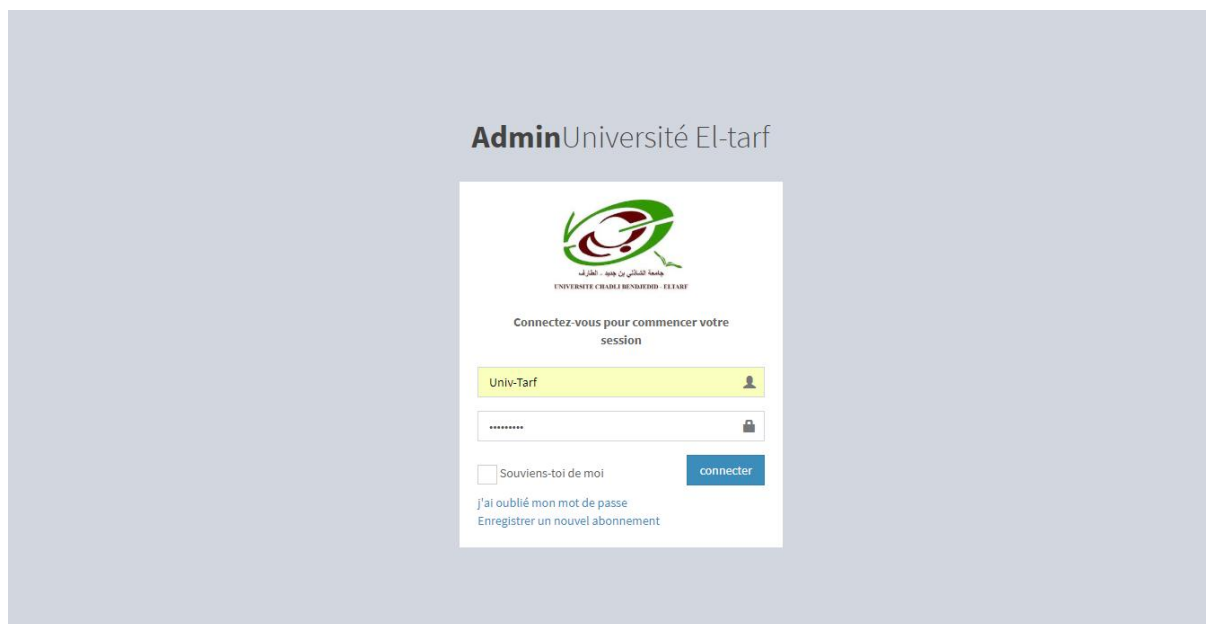 AdminUniversité El-tarf
جامعة الشاذلي بن جديد - الطارف
UNIVERSITE CHADLI BENDJEDID - ELTARF
Connectez-vous pour commencer votre
session
Univ-Tarf
•••••••••
Souviens-toi de moi
connecter
j'ai oublié mon mot de passe
Enregistrer un nouvel abonnement